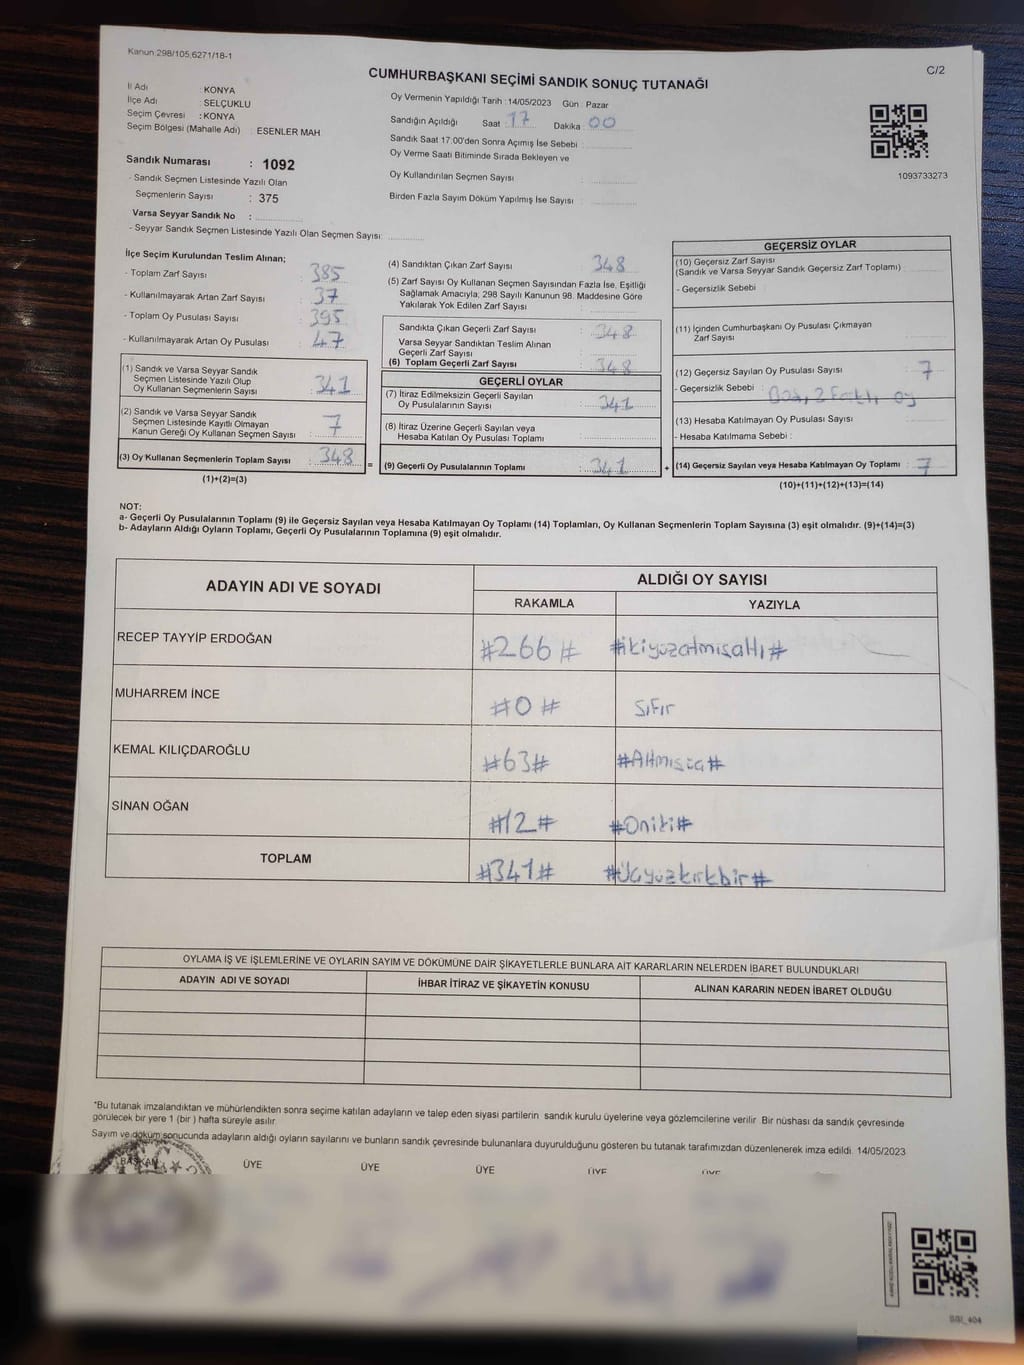 Kanun:298/105,6271/18-1
C/2
CUMHURBAŞKANI SEÇİMİ SANDIK SONUÇ TUTANAĞI
İl Adı : KONYA
İlçe Adı : SELÇUKLU
Seçim Çevresi : KONYA
Seçim Bölgesi (Mahalle Adı) : ESENLER MAH
Sandık Numarası : 1092
- Sandık Seçmen Listesinde Yazılı Olan
Seçmenlerin Sayısı : 375
Varsa Seyyar Sandık No :
- Seyyar Sandık Seçmen Listesinde Yazılı Olan Seçmen Sayısı:
Oy Vermenin Yapıldığı Tarih : 14/05/2023 Gün : Pazar
Sandığın Açıldığı Saat : 17 Dakika : 00
Sandık Saat 17:00'den Sonra Açımış İse Sebebi :
Oy Verme Saati Bitiminde Sırada Bekleyen ve
Oy Kullandırılan Seçmen Sayısı :
Birden Fazla Sayım Döküm Yapılmış İse Sayısı :
1093733273
İlçe Seçim Kurulundan Teslim Alınan;
- Toplam Zarf Sayısı : 385
- Kullanılmayarak Artan Zarf Sayısı : 37
- Toplam Oy Pusulası Sayısı : 395
- Kullanılmayarak Artan Oy Pusulası : 47
(1) Sandık ve Varsa Seyyar Sandık
Seçmen Listesinde Yazılı Olup
Oy Kullanan Seçmenlerin Sayısı : 341
(2) Sandık ve Varsa Seyyar Sandık
Seçmen Listesinde Kayıtlı Olmayan
Kanun Gereği Oy Kullanan Seçmen Sayısı : 7
(3) Oy Kullanan Seçmenlerin Toplam Sayısı : 348
(1)+(2)=(3)
(4) Sandıktan Çıkan Zarf Sayısı : 348
(5) Zarf Sayısı Oy Kullanan Seçmen Sayısından Fazla İse, Eşitliği
Sağlamak Amacıyla; 298 Sayılı Kanunun 98. Maddesine Göre
Yakılarak Yok Edilen Zarf Sayısı :
Sandıkta Çıkan Geçerli Zarf Sayısı : 348
Varsa Seyyar Sandıktan Teslim Alınan
Geçerli Zarf Sayısı :
(6) Toplam Geçerli Zarf Sayısı : 348
GEÇERLİ OYLAR
(7) İtiraz Edilmeksizin Geçerli Sayılan
Oy Pusulalarının Sayısı : 341
(8) İtiraz Üzerine Geçerli Sayılan veya
Hesaba Katılan Oy Pusulası Toplamı :
= (9) Geçerli Oy Pusulalarının Toplamı : 341
GEÇERSİZ OYLAR
(10) Geçersiz Zarf Sayısı
(Sandık ve Varsa Seyyar Sandık Geçersiz Zarf Toplamı) :
- Geçersizlik Sebebi :
(11) İçinden Cumhurbaşkanı Oy Pusulası Çıkmayan
Zarf Sayısı :
(12) Geçersiz Sayılan Oy Pusulası Sayısı : 7
- Geçersizlik Sebebi : oy
(13) Hesaba Katılmayan Oy Pusulası Sayısı :
- Hesaba Katılmama Sebebi :
+ (14) Geçersiz Sayılan veya Hesaba Katılmayan Oy Toplamı : 7
(10)+(11)+(12)+(13)=(14)
NOT:
a- Geçerli Oy Pusulalarının Toplamı (9) ile Geçersiz Sayılan veya Hesaba Katılmayan Oy Toplamı (14) Toplamları, Oy Kullanan Seçmenlerin Toplam Sayısına (3) eşit olmalıdır. (9)+(14)=(3)
b- Adayların Aldığı Oyların Toplamı, Geçerli Oy Pusulalarının Toplamına (9) eşit olmalıdır.
ADAYIN ADI VE SOYADI ALDIĞI OY SAYISI
RAKAMLA YAZIYLA
RECEP TAYYİP ERDOĞAN #266# #ikiyüzatmışaltı#
MUHARREM İNCE #0# Sıfır
KEMAL KILIÇDAROĞLU #63# #Altmışüç#
SİNAN OĞAN #12# #Oniki#
TOPLAM #341# #Üçyüzkırkbir#
OYLAMA İŞ VE İŞLEMLERİNE VE OYLARIN SAYIM VE DÖKÜMÜNE DAİR ŞİKAYETLERLE BUNLARA AİT KARARLARIN NELERDEN İBARET BULUNDUKLARI
ADAYIN ADI VE SOYADI İHBAR İTİRAZ VE ŞİKAYETİN KONUSU ALINAN KARARIN NEDEN İBARET OLDUĞU
*Bu tutanak imzalandıktan ve mühürlendikten sonra seçime katılan adayların ve talep eden siyasi partilerin sandık kurulu üyelerine veya gözlemcilerine verilir. Bir nüshası da sandık çevresinde
görülecek bir yere 1 (bir ) hafta süreyle asılır.
Sayım ve döküm sonucunda adayların aldığı oyların sayılarını ve bunların sandık çevresinde bulunanlara duyurulduğunu gösteren bu tutanak tarafımızdan düzenlenerek imza edildi. 14/05/2023
BAŞKAN ÜYE ÜYE ÜYE ÜYE ÜYE